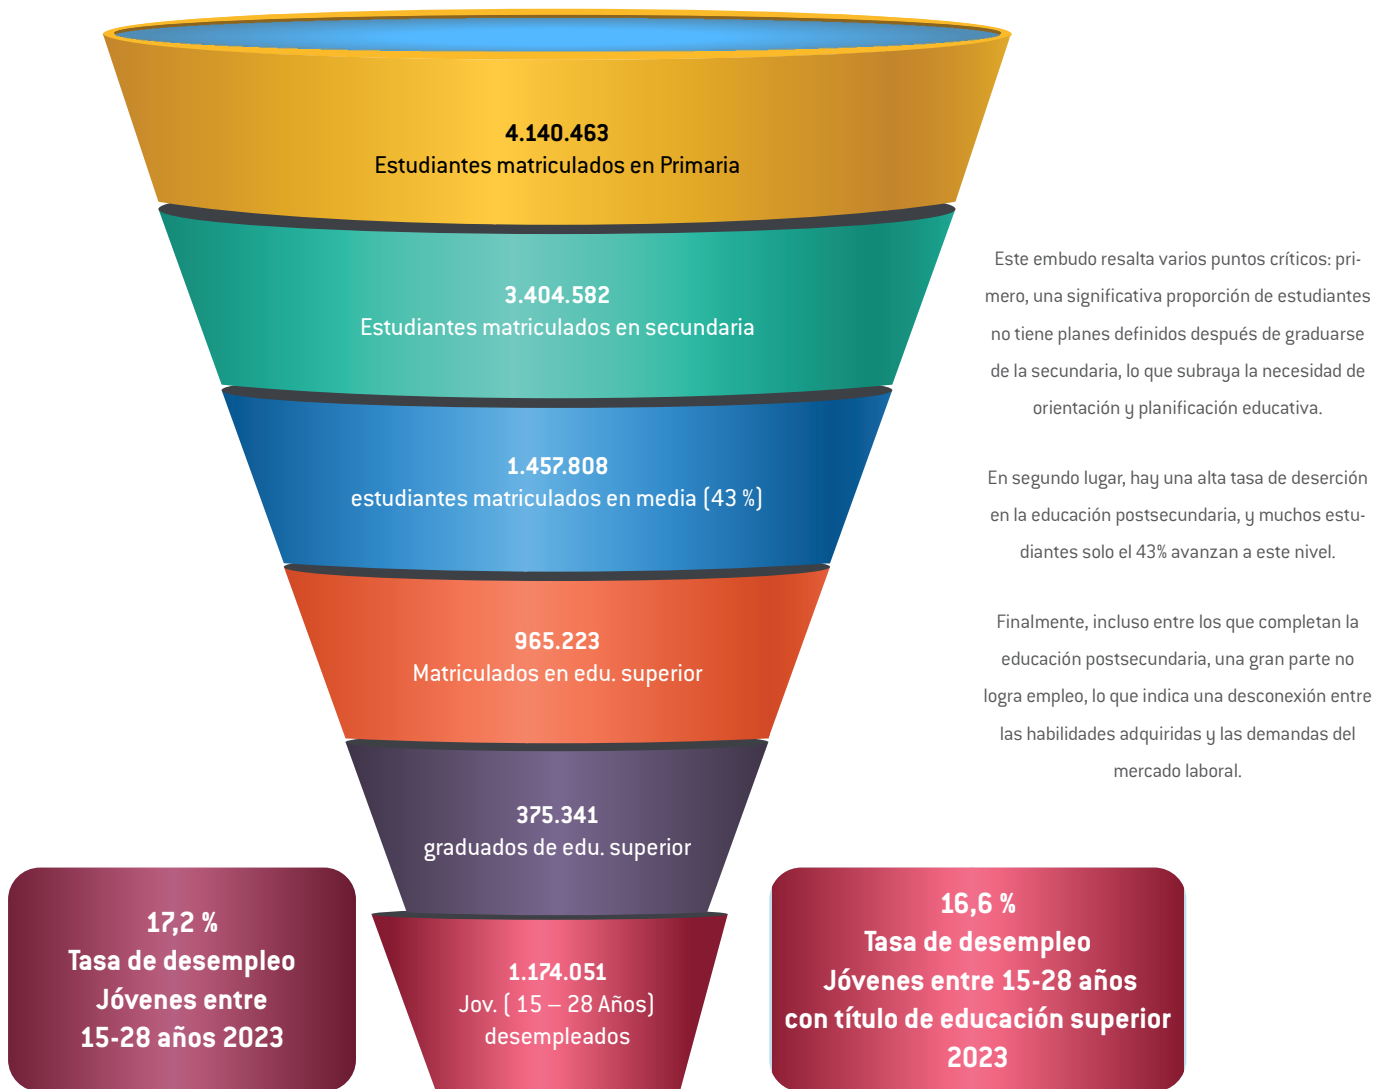 4.140.463
Estudiantes matriculados en Primaria
3.404.582
Estudiantes matriculados en secundaria
1.457.808
estudiantes matriculados en media (43 %)
965.223
Matriculados en edu. superior
375.341
graduados de edu. superior
1.174.051
Jov. ( 15 – 28 Años)
desempleados
17,2 %
Tasa de desempleo
Jóvenes entre
15-28 años 2023
16,6 %
Tasa de desempleo
Jóvenes entre 15-28 años
con título de educación superior
2023
Este embudo resalta varios puntos críticos: pri-
mero, una significativa proporción de estudiantes
no tiene planes definidos después de graduarse
de la secundaria, lo que subraya la necesidad de
orientación y planificación educativa.
En segundo lugar, hay una alta tasa de deserción
en la educación postsecundaria, y muchos estu-
diantes solo el 43% avanzan a este nivel.
Finalmente, incluso entre los que completan la
educación postsecundaria, una gran parte no
logra empleo, lo que indica una desconexión entre
las habilidades adquiridas y las demandas del
mercado laboral.